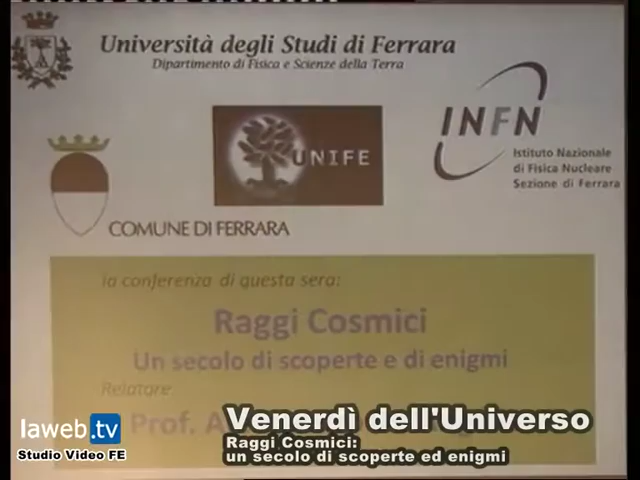 Università degli Studi di Ferrara
Dipartimento di Fisica e Scienze della Terra
UNIFE
INFN
Istituto Nazionale
di Fisica Nucleare
Sezione di Ferrara
COMUNE DI FERRARA
la conferenza di questa sera:
Raggi Cosmici
Un secolo di scoperte e di enigmi
Relatore
Prof.
Venerdì dell'Universo
Raggi Cosmici:
un secolo di scoperte ed enigmi
laweb.tv
Studio Video FE